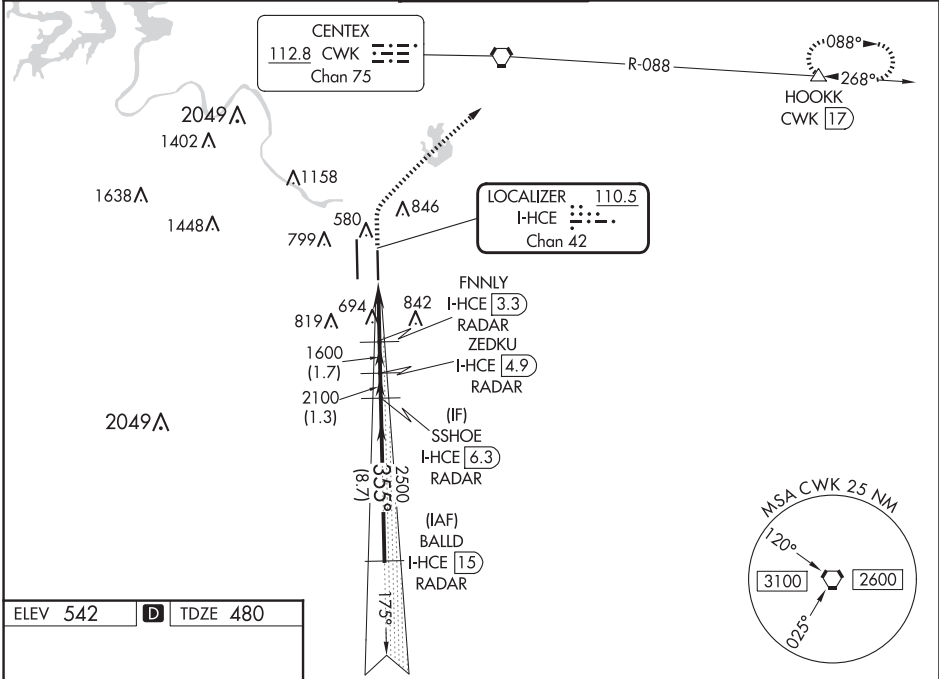 CENTEX
112.8 CWK
Chan 75
R-088
088°
268°
HOOKK
CWK 17
2049
1402
1158
1638
1448
846
580
799
LOCALIZER 110.5
I-HCE
Chan 42
FNNLY
I-HCE 3.3
RADAR
694
842
819
ZEDKU
I-HCE 4.9
RADAR
1600
(1.7)
2100
(1.3)
2049
(IF)
SSHOE
I-HCE 6.3
RADAR
2500
355°
(8.7)
(IAF)
BALLD
I-HCE 15
RADAR
175°
MSA CWK 25 NM
120°
3100
2600
025°
ELEV 542 D TDZE 480